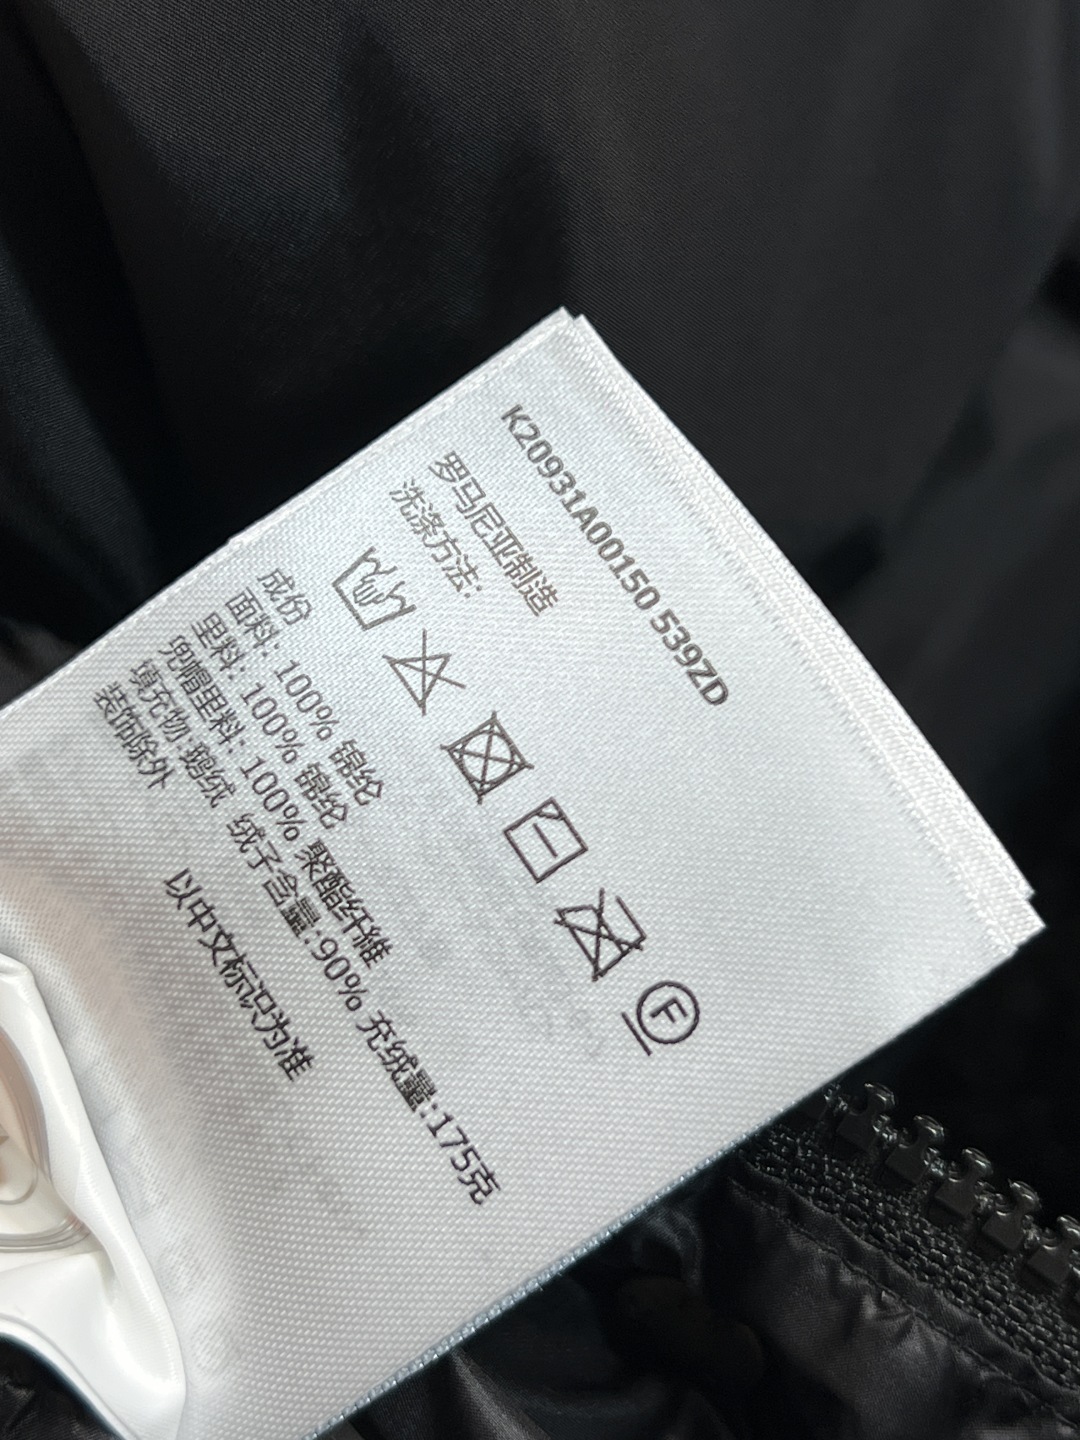 K20931A00150 539ZD
罗马尼亚制造
洗涤方法:
F
成份
面料: 100% 锦纶
里料: 100% 锦纶
兜帽里料: 100% 聚酯纤维
填充物:鹅绒 绒子含量:90% 充绒量:175克
装饰除外
以中文标识为准